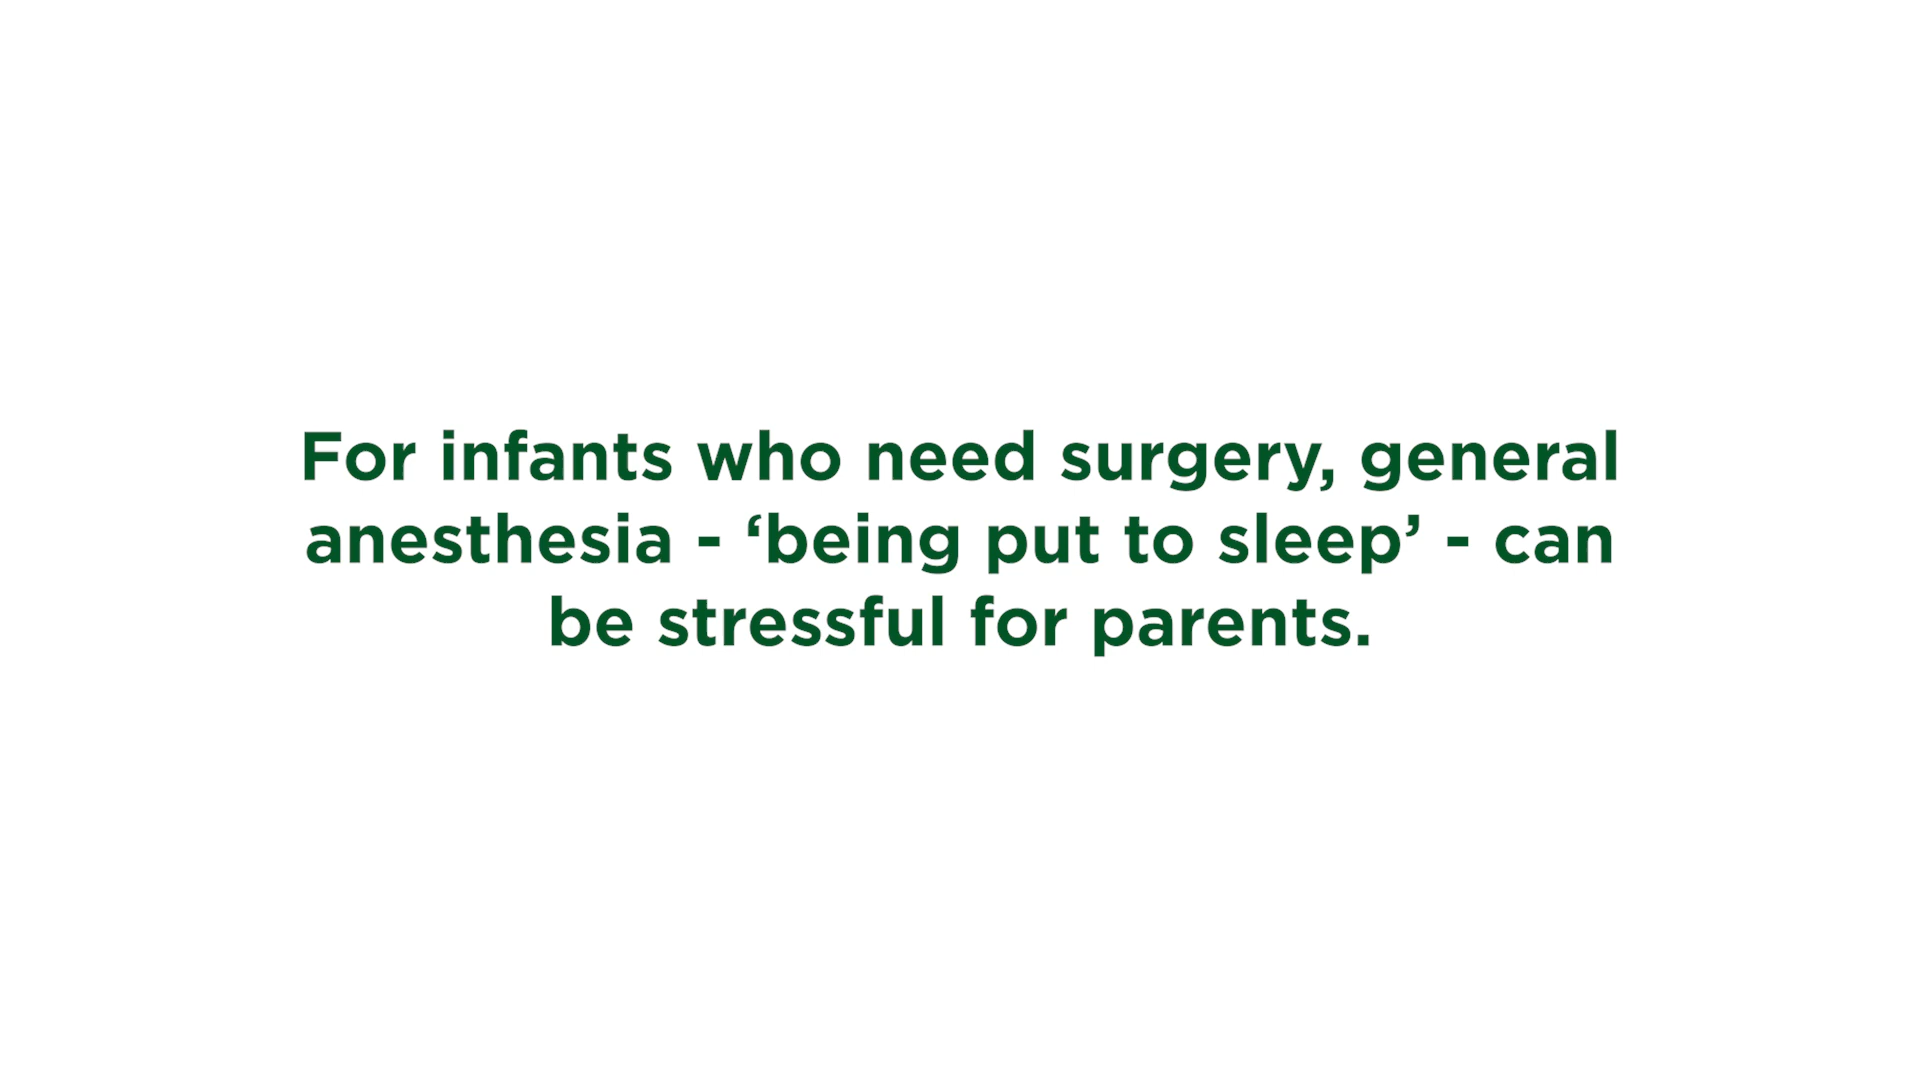 For infants who need surgery, general
anesthesia - ‘being put to sleep’ - can
be stressful for parents.